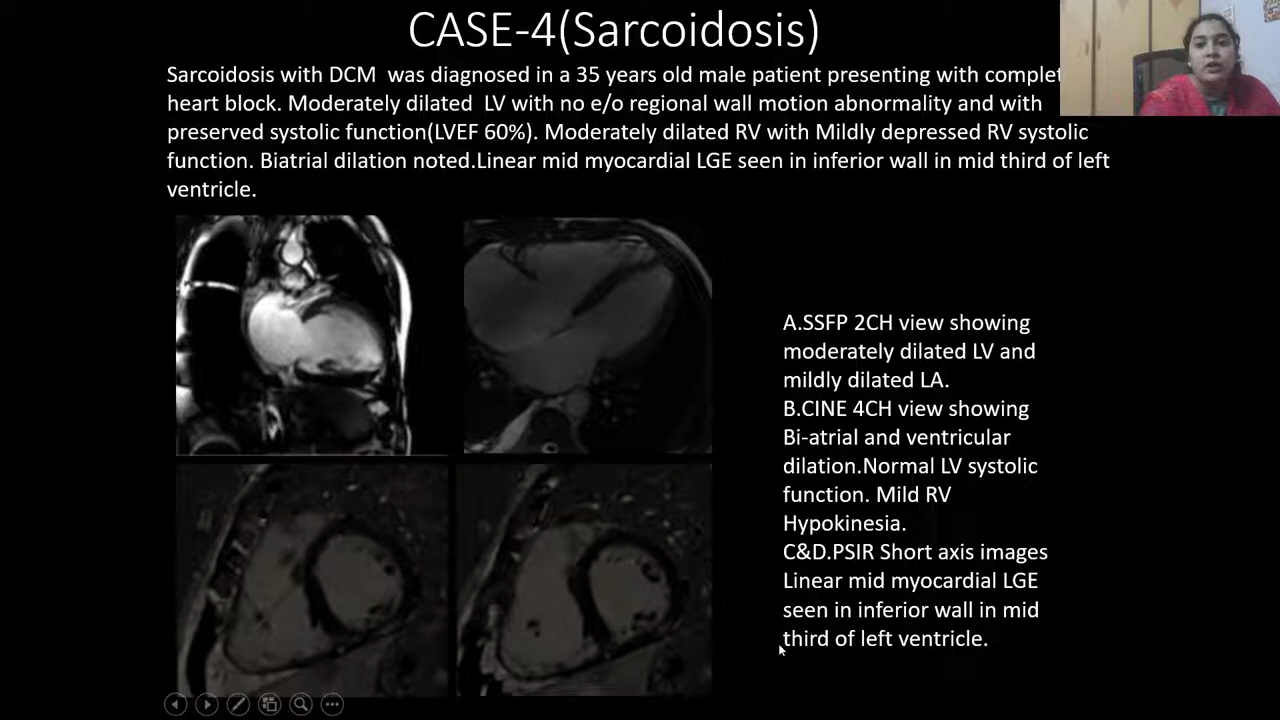 CASE-4(Sarcoidosis)
Sarcoidosis with DCM was diagnosed in a 35 years old male patient presenting with
heart block. Moderately dilated LV with no e/o regional wall motion abnormality and with
preserved systolic function(LVEF 60%). Moderately dilated RV with Mildly depressed RV systolic
function. Biatrial dilation noted.Linear mid myocardial LGE seen in inferior wall in mid third of left
ventricle.
A.SSFP 2CH view showing
moderately dilated LV and
mildly dilated LA.
B.CINE 4CH view showing
Bi-atrial and ventricular
dilation.Normal LV systolic
function. Mild RV
Hypokinesia.
C&D.PSIR Short axis images
Linear mid myocardial LGE
seen in inferior wall in mid
third of left ventricle.